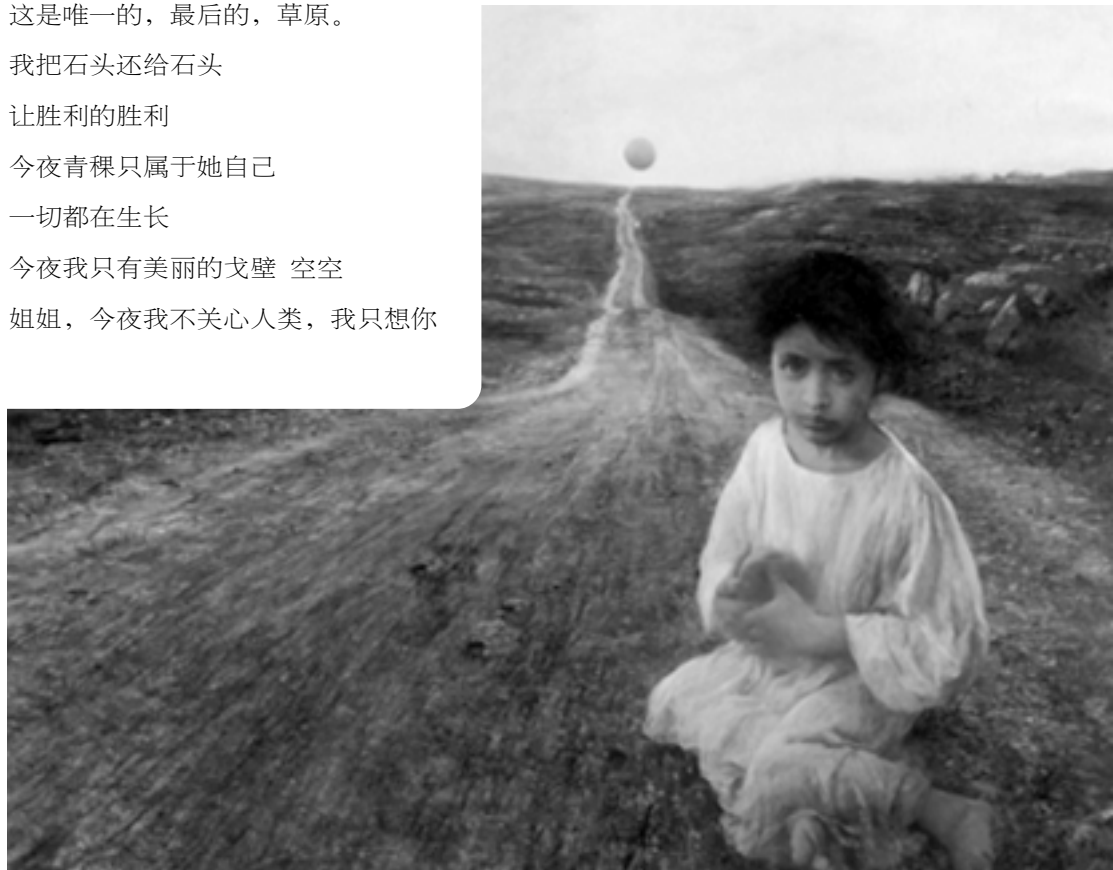 这是唯一的，最后的，草原。
我把石头还给石头
让胜利的胜利
今夜青稞只属于她自己
一切都在生长
今夜我只有美丽的戈壁 空空
姐姐，今夜我不关心人类，我只想你